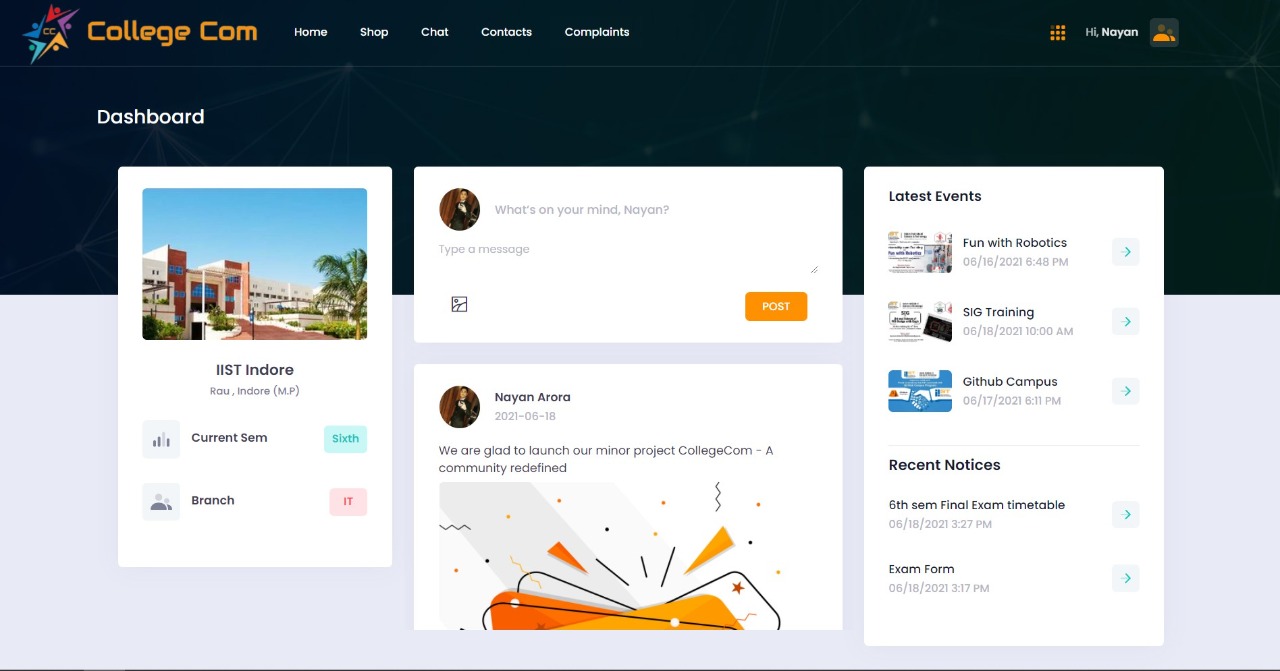 CC
College Com
Home
Shop
Chat
Contacts
Complaints
Hi, Nayan
Dashboard
IIST Indore
Rau , Indore (M.P)
Current Sem
Sixth
Branch
IT
What's on your mind, Nayan?
Type a message
POST
Nayan Arora
2021-06-18
We are glad to launch our minor project CollegeCom - A
community redefined
Latest Events
Fun with Robotics
06/16/2021 6:48 PM
SIG Training
06/18/2021 10:00 AM
Github Campus
06/17/2021 6:11 PM
Recent Notices
6th sem Final Exam timetable
06/18/2021 3:27 PM
Exam Form
06/18/2021 3:17 PM